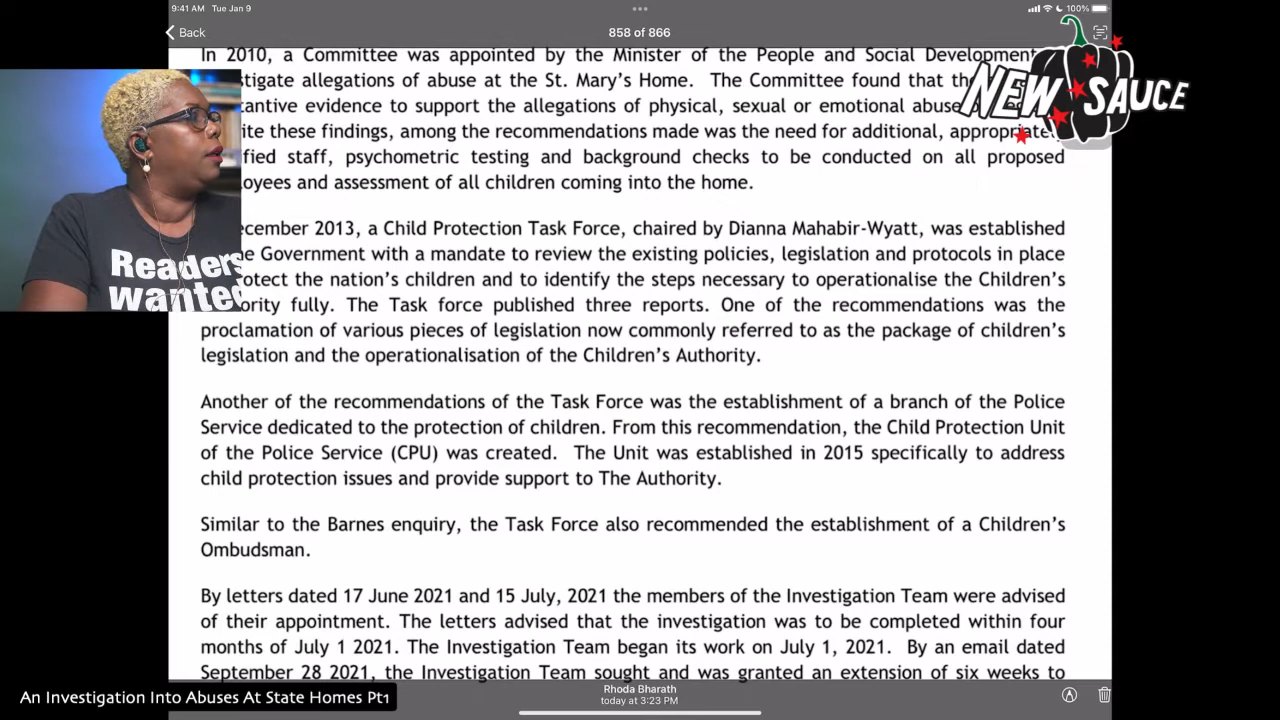 9:41 AM Tue Jan 9
100%
Back
858 of 866
NEW SAUCE
In 2010, a Committee was appointed by the Minister of the People and Social Development
stigate allegations of abuse at the St. Mary's Home. The Committee found that the
tantive evidence to support the allegations of physical, sexual or emotional abuse
ite these findings, among the recommendations made was the need for additional, appropriate
fied staff, psychometric testing and background checks to be conducted on all proposed
oyees and assessment of all children coming into the home.
ecember 2013, a Child Protection Task Force, chaired by Dianna Mahabir-Wyatt, was established
e Government with a mandate to review the existing policies, legislation and protocols in place
otect the nation's children and to identify the steps necessary to operationalise the Children's
ority fully. The Task force published three reports. One of the recommendations was the
proclamation of various pieces of legislation now commonly referred to as the package of children's
legislation and the operationalisation of the Children's Authority.
Another of the recommendations of the Task Force was the establishment of a branch of the Police
Service dedicated to the protection of children. From this recommendation, the Child Protection Unit
of the Police Service (CPU) was created. The Unit was established in 2015 specifically to address
child protection issues and provide support to The Authority.
Similar to the Barnes enquiry, the Task Force also recommended the establishment of a Children's
Ombudsman.
By letters dated 17 June 2021 and 15 July, 2021 the members of the Investigation Team were advised
of their appointment. The letters advised that the investigation was to be completed within four
months of July 1 2021. The Investigation Team began its work on July 1, 2021. By an email dated
September 28 2021, the Investigation Team sought and was granted an extension of six weeks to
Readers
wanted
Rhoda Bharath
today at 3:23 PM
An Investigation Into Abuses At State Homes Pt1